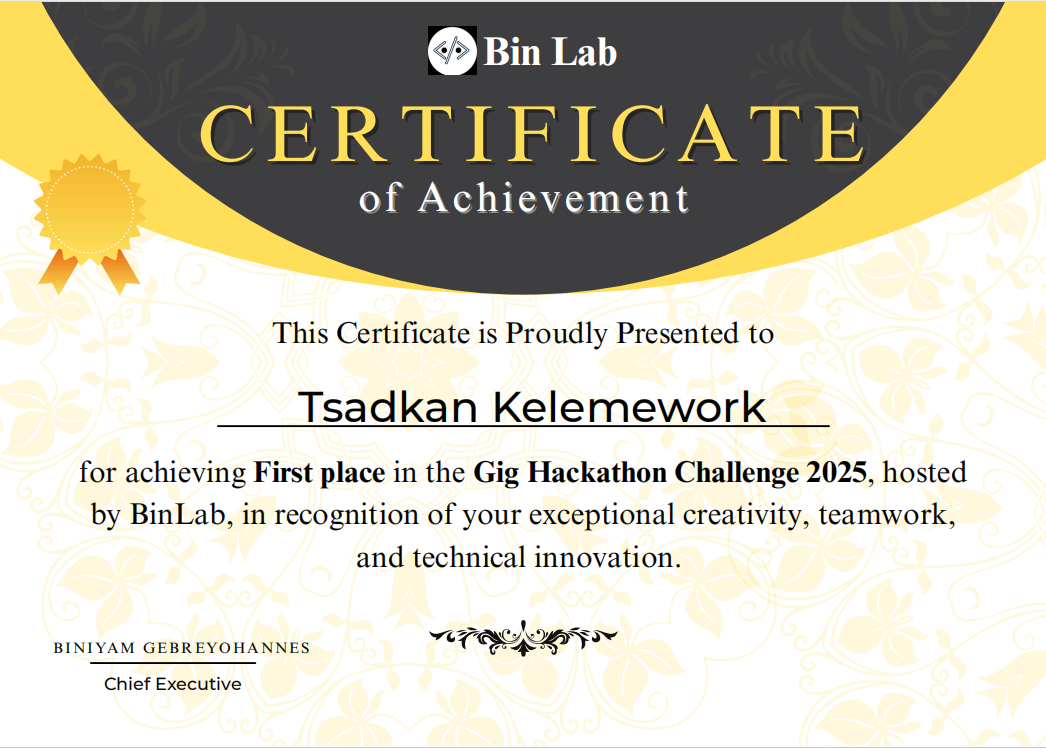 </> Bin Lab
CERTIFICATE
of Achievement
This Certificate is Proudly Presented to
Tsadkan Kelemework
for achieving First place in the Gig Hackathon Challenge 2025, hosted
by BinLab, in recognition of your exceptional creativity, teamwork,
and technical innovation.
BINIYAM GEBREYOHANNES
Chief Executive